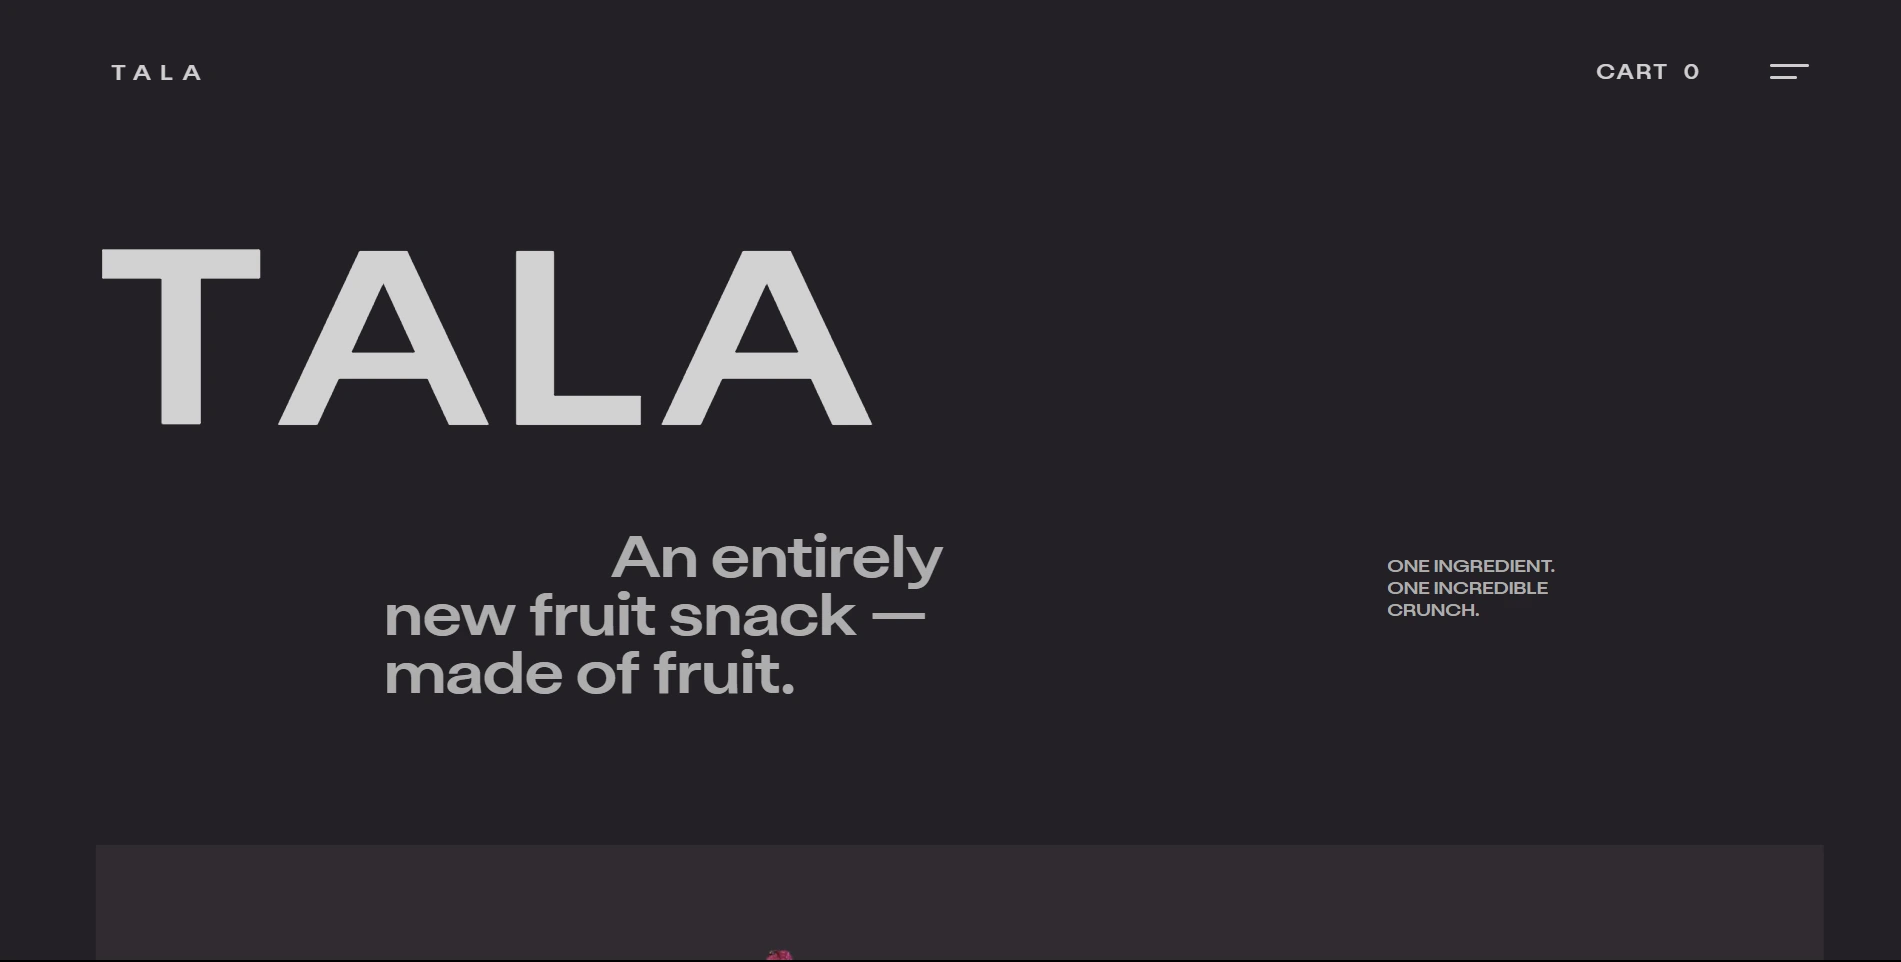 TALA
CART 0
TALA
An entirely
new fruit snack —
made of fruit.
ONE INGREDIENT.
ONE INCREDIBLE
CRUNCH.